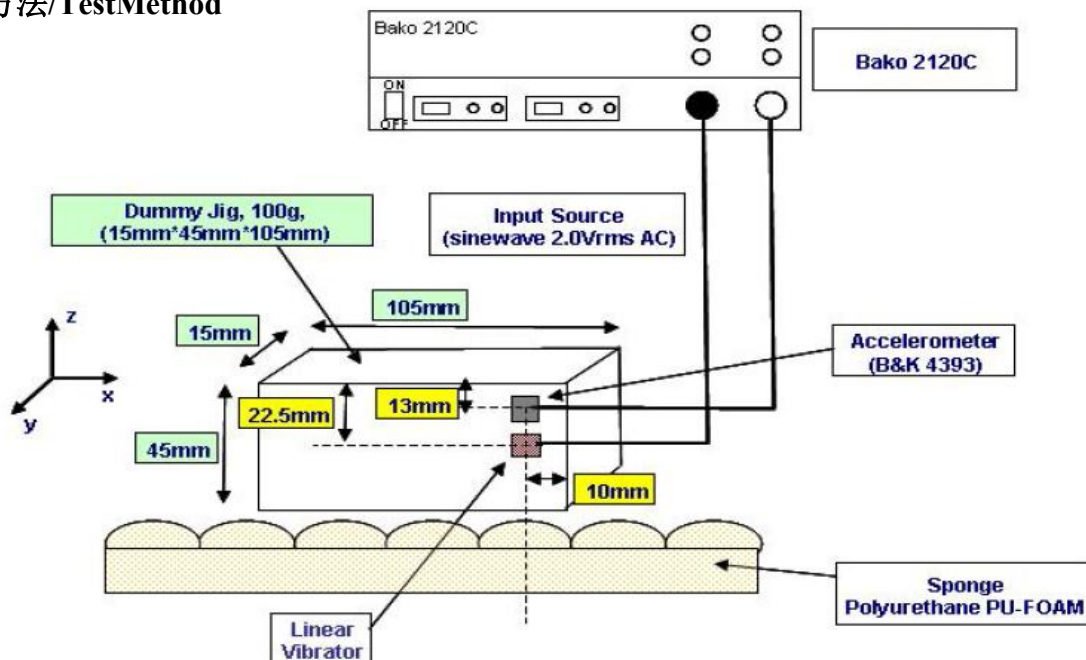 方法/TestMethod
Bako 2120C
Bako 2120C
ON
OFF
Dummy Jig, 100g,
(15mm*45mm*105mm)
Input Source
(sinewave 2.0Vrms AC)
105mm
15mm
z
x
y
Accelerometer
(B&K 4393)
13mm
22.5mm
45mm
10mm
Sponge
Polyurethane PU-FOAM
Linear
Vibrator